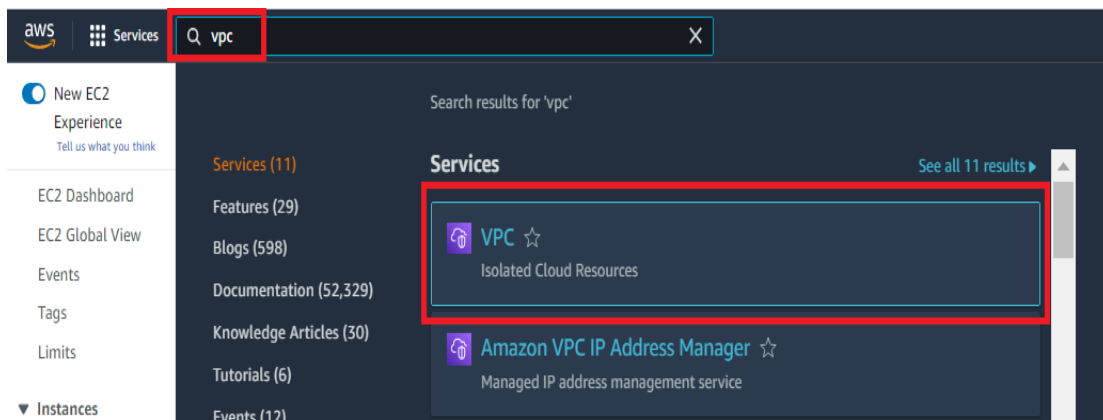 aws
Services
vpc
New EC2
Experience
Tell us what you think
EC2 Dashboard
EC2 Global View
Events
Tags
Limits
Instances
Search results for 'vpc'
Services (11)
Features (29)
Blogs (598)
Documentation (52,329)
Knowledge Articles (30)
Tutorials (6)
Events (12)
Services
See all 11 results
VPC
Isolated Cloud Resources
Amazon VPC IP Address Manager
Managed IP address management service